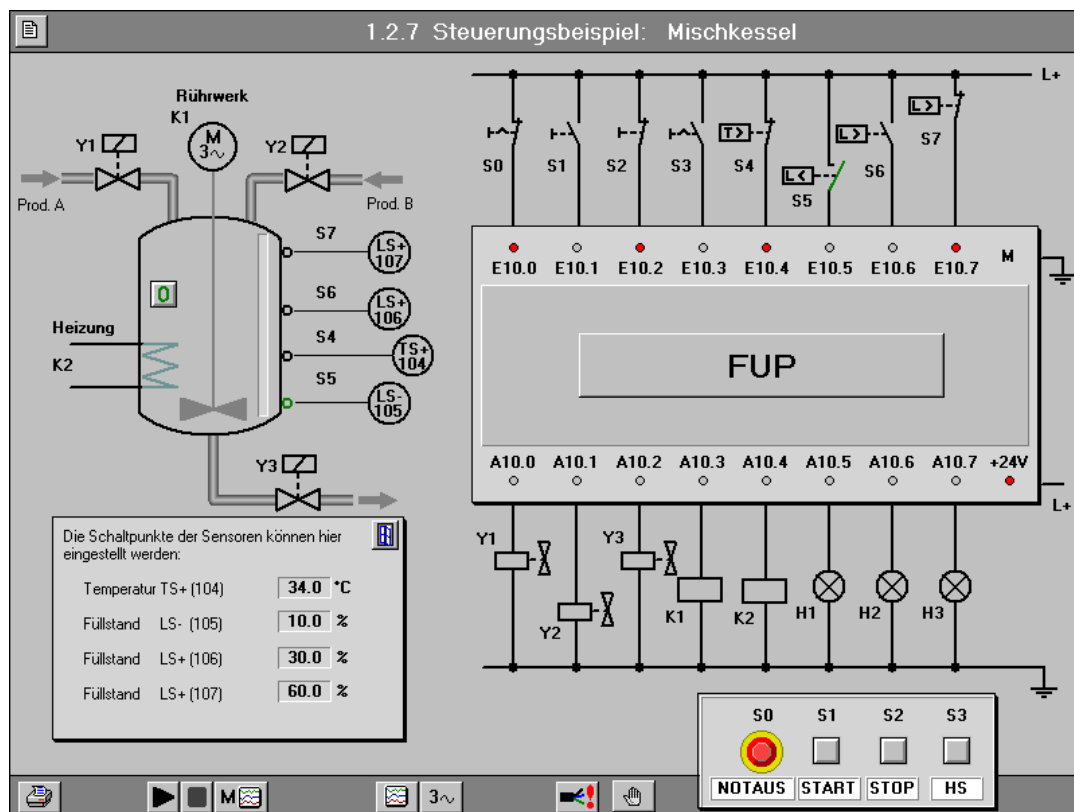 1.2.7 Steuerungsbeispiel: Mischkessel
Rührwerk
K1
M
3~
Y1
Y2
Prod. A
Prod. B
S7
LS+
107
S6
LS+
106
S4
TS+
104
S5
LS-
105
0
Heizung
K2
Y3
L+
S0
S1
S2
S3
T>
S4
L<
S5
L>
S6
L>
S7
E10.0 E10.1 E10.2 E10.3 E10.4 E10.5 E10.6 E10.7 M
FUP
A10.0 A10.1 A10.2 A10.3 A10.4 A10.5 A10.6 A10.7 +24V
L+
Y1
Y2
Y3
K1
K2
H1
H2
H3
Die Schaltpunkte der Sensoren können hier
eingestellt werden:
Temperatur TS+ (104) 34.0 °C
Füllstand LS- (105) 10.0 %
Füllstand LS+ (106) 30.0 %
Füllstand LS+ (107) 60.0 %
S0 S1 S2 S3
NOTAUS START STOP HS
M
3~